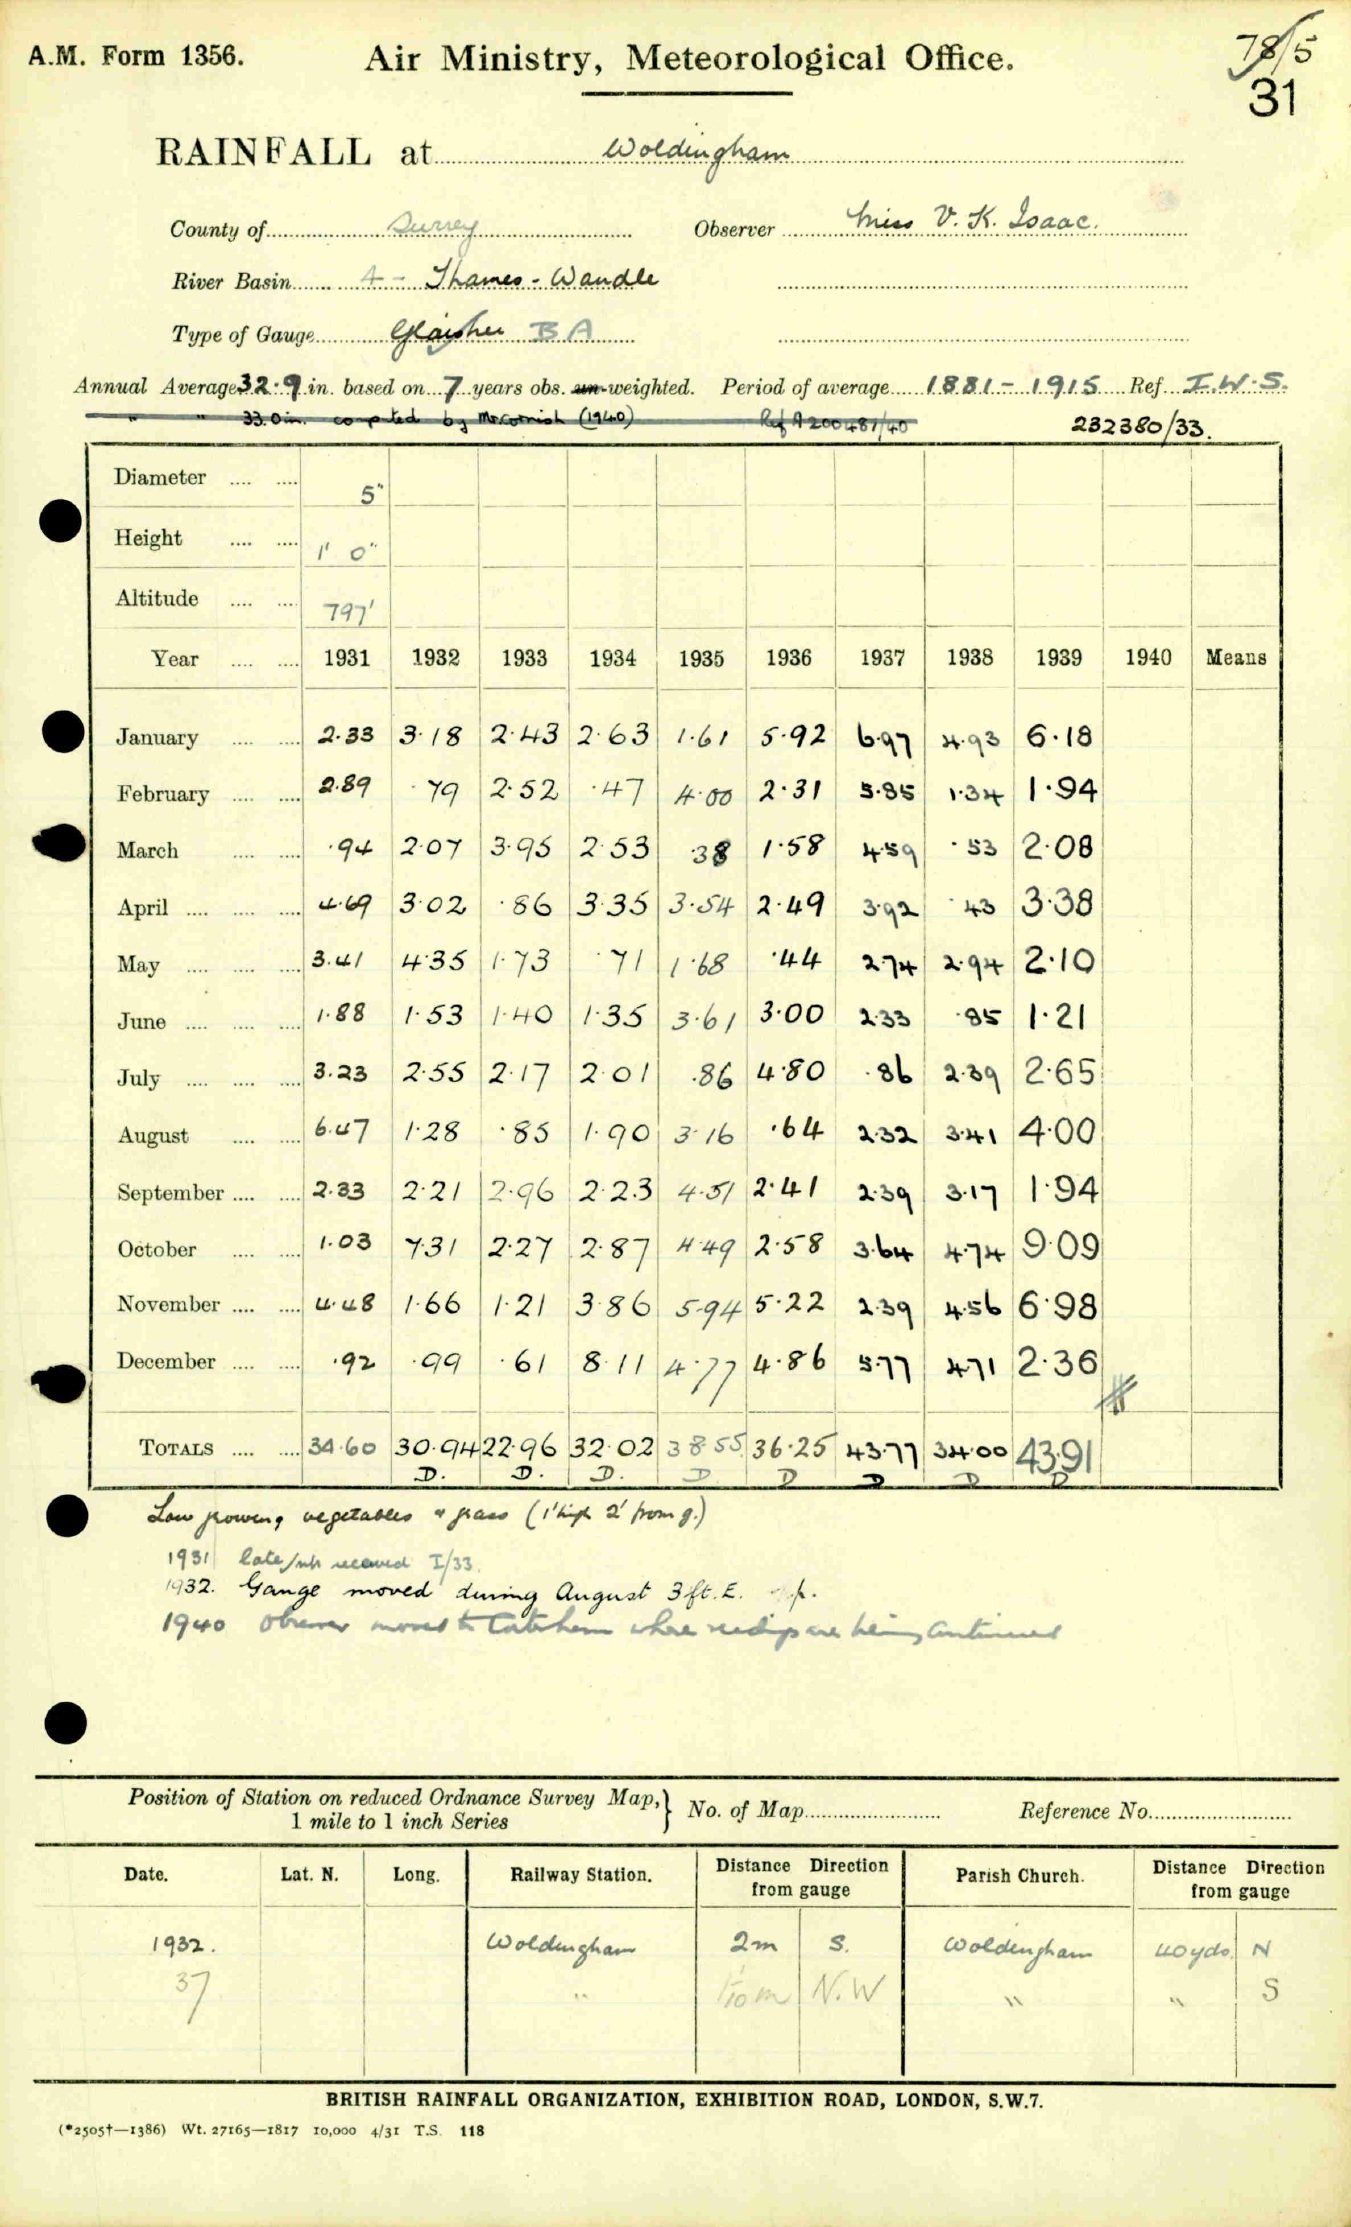 A.M. Form 1356.
Air Ministry, Meteorological Office.
78/5
31
RAINFALL at Woldingham
County of Surrey Observer Miss V. K. Isaac.
River Basin 4 - Thames - Wandle
Type of Gauge Glaisher B A
Annual Average 32.9 in. based on 7 years obs. un-weighted. Period of average 1881 - 1915 Ref. I.W.S.
" " 33.0 in. computed by McCornish (1940) Ref A200481/40 232380/33.
Diameter .... .... 5"
Height .... .... 1' 0"
Altitude .... .... 797'
Year .... .... 1931 1932 1933 1934 1935 1936 1937 1938 1939 1940 Means
January .... .... 2.33 3.18 2.43 2.63 1.61 5.92 6.97 4.93 6.18
February .... .... 2.89 .79 2.52 .47 4.00 2.31 5.85 1.34 1.94
March .... .... .94 2.07 3.95 2.53 .38 1.58 4.59 .53 2.08
April .... .... .... 4.69 3.02 .86 3.35 3.54 2.49 3.92 .43 3.38
May .... .... .... 3.41 4.35 1.73 .71 1.68 .44 2.74 2.94 2.10
June .... .... .... 1.88 1.53 1.40 1.35 3.61 3.00 2.33 .85 1.21
July .... .... .... 3.23 2.55 2.17 2.01 .86 4.80 .86 2.39 2.65
August .... .... 6.47 1.28 .85 1.90 3.16 .64 2.32 3.41 4.00
September .... .... 2.33 2.21 2.96 2.23 4.51 2.41 2.39 3.17 1.94
October .... .... 1.03 7.31 2.27 2.87 4.49 2.58 3.64 4.74 9.09
November .... .... 4.48 1.66 1.21 3.86 5.94 5.22 2.39 4.56 6.98
December .... .... .92 .99 .61 8.11 4.77 4.86 5.77 4.71 2.36
TOTALS .... .... 34.60 30.94 22.96 32.02 38.55 36.25 43.77 34.00 43.91
D. D. D. D D D D D
Low growing vegetables & grass (1' high 2' from g.)
1931 late received I/33.
1932. Gauge moved during August 3 ft. E.
1940 Observer moved to Caterham where readings are being continued
Position of Station on reduced Ordnance Survey Map, 1 mile to 1 inch Series } No. of Map Reference No.
Date. Lat. N. Long. Railway Station. Distance Direction from gauge Parish Church. Distance Direction from gauge
1932. Woldingham 2m S. Woldingham 40 yds. N
37 " 1/10 m N.W " " S
BRITISH RAINFALL ORGANIZATION, EXHIBITION ROAD, LONDON, S.W.7.
(*2505†—1386) Wt. 27165—1817 10,000 4/31 T.S. 118